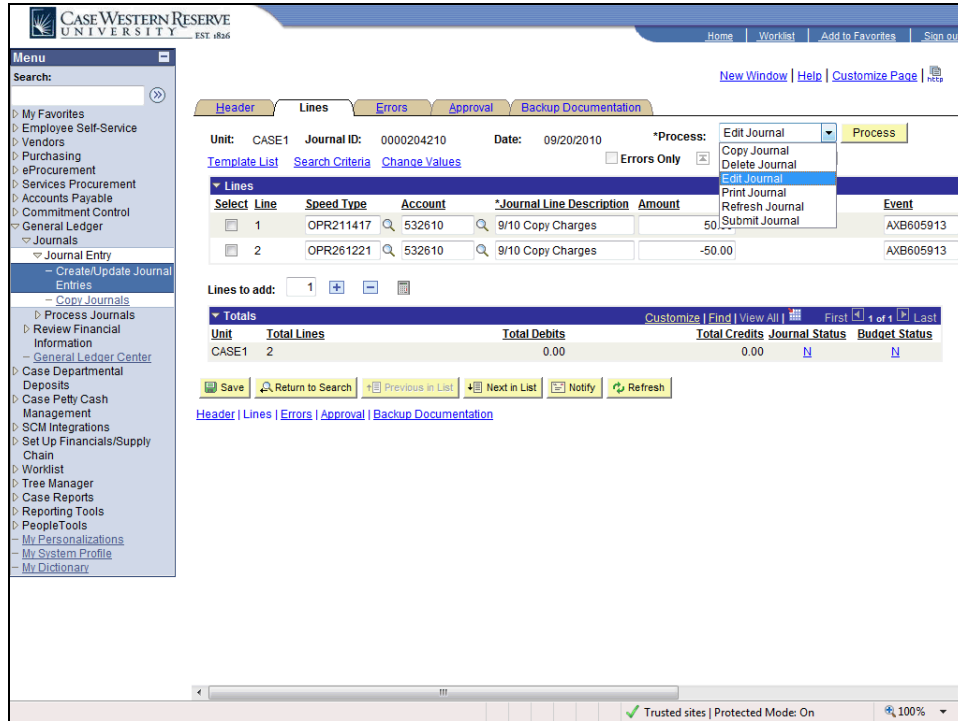 CASE WESTERN RESERVE
UNIVERSITY EST. 1826
Home Worklist Add to Favorites Sign ou
Menu
Search:
My Favorites
Employee Self-Service
Vendors
Purchasing
eProcurement
Services Procurement
Accounts Payable
Commitment Control
General Ledger
Journals
Journal Entry
– Create/Update Journal
Entries
– Copy Journals
Process Journals
Review Financial
Information
– General Ledger Center
Case Departmental
Deposits
Case Petty Cash
Management
SCM Integrations
Set Up Financials/Supply
Chain
Worklist
Tree Manager
Case Reports
Reporting Tools
PeopleTools
– My Personalizations
– My System Profile
– My Dictionary
New Window | Help | Customize Page | http
Header Lines Errors Approval Backup Documentation
Unit: CASE1 Journal ID: 0000204210 Date: 09/20/2010 *Process: Edit Journal Process
Copy Journal
Delete Journal
Edit Journal
Print Journal
Refresh Journal
Submit Journal
Template List Search Criteria Change Values Errors Only
Lines
Select Line Speed Type Account *Journal Line Description Amount Event
1 OPR211417 532610 9/10 Copy Charges 50. AXB605913
2 OPR261221 532610 9/10 Copy Charges -50.00 AXB605913
Lines to add: 1
Totals Customize | Find | View All | First 1 of 1 Last
Unit Total Lines Total Debits Total Credits Journal Status Budget Status
CASE1 2 0.00 0.00 N N
Save Return to Search Previous in List Next in List Notify Refresh
Header | Lines | Errors | Approval | Backup Documentation
Trusted sites | Protected Mode: On 100%